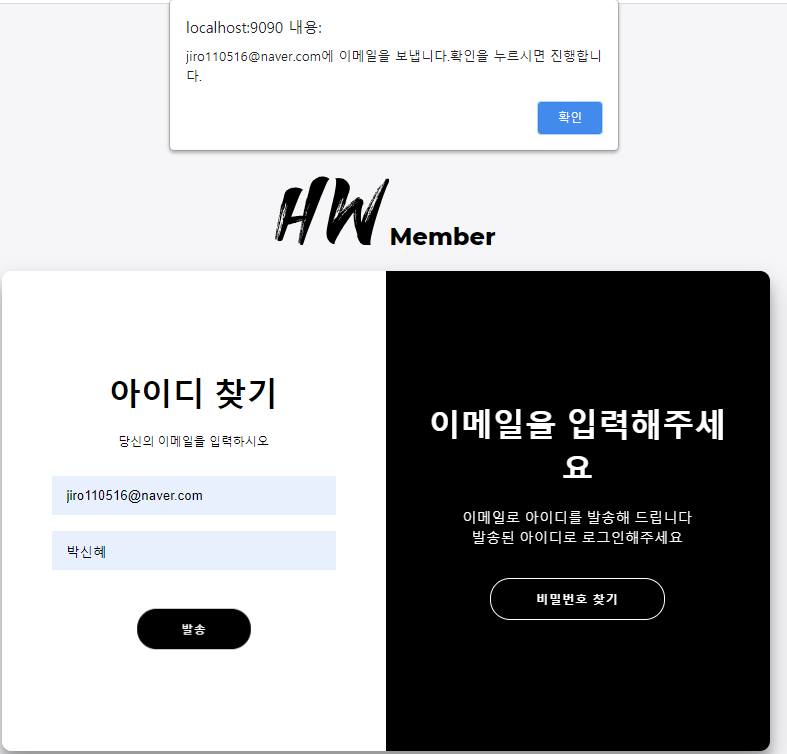 localhost:9090 내용:
jiro110516@naver.com에 이메일을 보냅니다.확인을 누르시면 진행합니
다.
확인
HW Member
아이디 찾기
당신의 이메일을 입력하시오
jiro110516@naver.com
박신혜
발송
이메일을 입력해주세
요
이메일로 아이디를 발송해 드립니다
발송된 아이디로 로그인해주세요
비밀번호 찾기